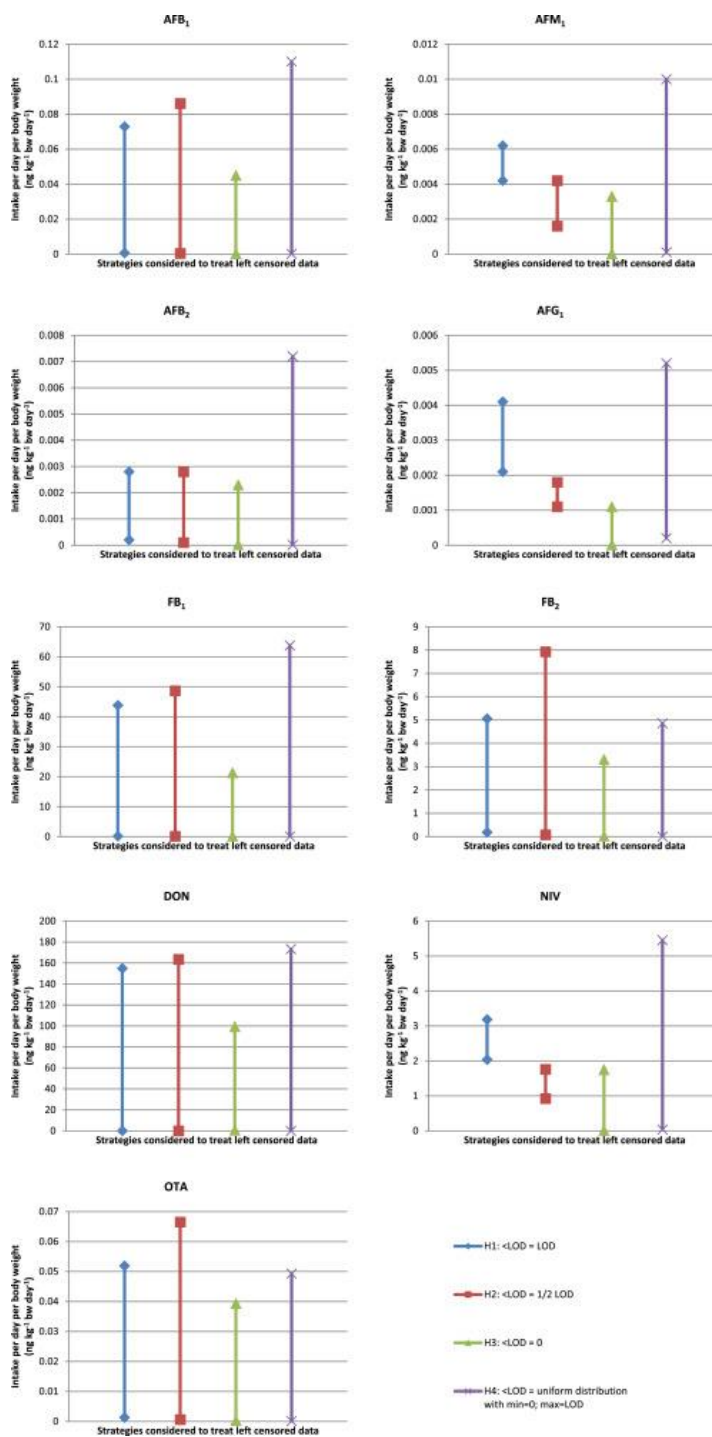 AFB₁
Intake per day per body weight
(ng kg⁻¹ bw day⁻¹)
0.12
0.1
0.08
0.06
0.04
0.02
0
Strategies considered to treat left censored data
AFM₁
Intake per day per body weight
(ng kg⁻¹ bw day⁻¹)
0.012
0.01
0.008
0.006
0.004
0.002
0
Strategies considered to treat left censored data
AFB₂
Intake per day per body weight
(ng kg⁻¹ bw day⁻¹)
0.008
0.007
0.006
0.005
0.004
0.003
0.002
0.001
0
Strategies considered to treat left censored data
AFG₁
Intake per day per body weight
(ng kg⁻¹ bw day⁻¹)
0.006
0.005
0.004
0.003
0.002
0.001
0
Strategies considered to treat left censored data
FB₁
Intake per day per body weight
(ng kg⁻¹ bw day⁻¹)
70
60
50
40
30
20
10
0
Strategies considered to treat left censored data
FB₂
Intake per day per body weight
(ng kg⁻¹ bw day⁻¹)
9
8
7
6
5
4
3
2
1
0
Strategies considered to treat left censored data
DON
Intake per day per body weight
(ng kg⁻¹ bw day⁻¹)
200
180
160
140
120
100
80
60
40
20
0
Strategies considered to treat left censored data
NIV
Intake per day per body weight
(ng kg⁻¹ bw day⁻¹)
6
5
4
3
2
1
0
Strategies considered to treat left censored data
OTA
Intake per day per body weight
(ng kg⁻¹ bw day⁻¹)
0.07
0.06
0.05
0.04
0.03
0.02
0.01
0
Strategies considered to treat left censored data
H1: <LOD = LOD
H2: <LOD = 1/2 LOD
H3: <LOD = 0
H4: <LOD = uniform distribution
with min=0; max=LOD